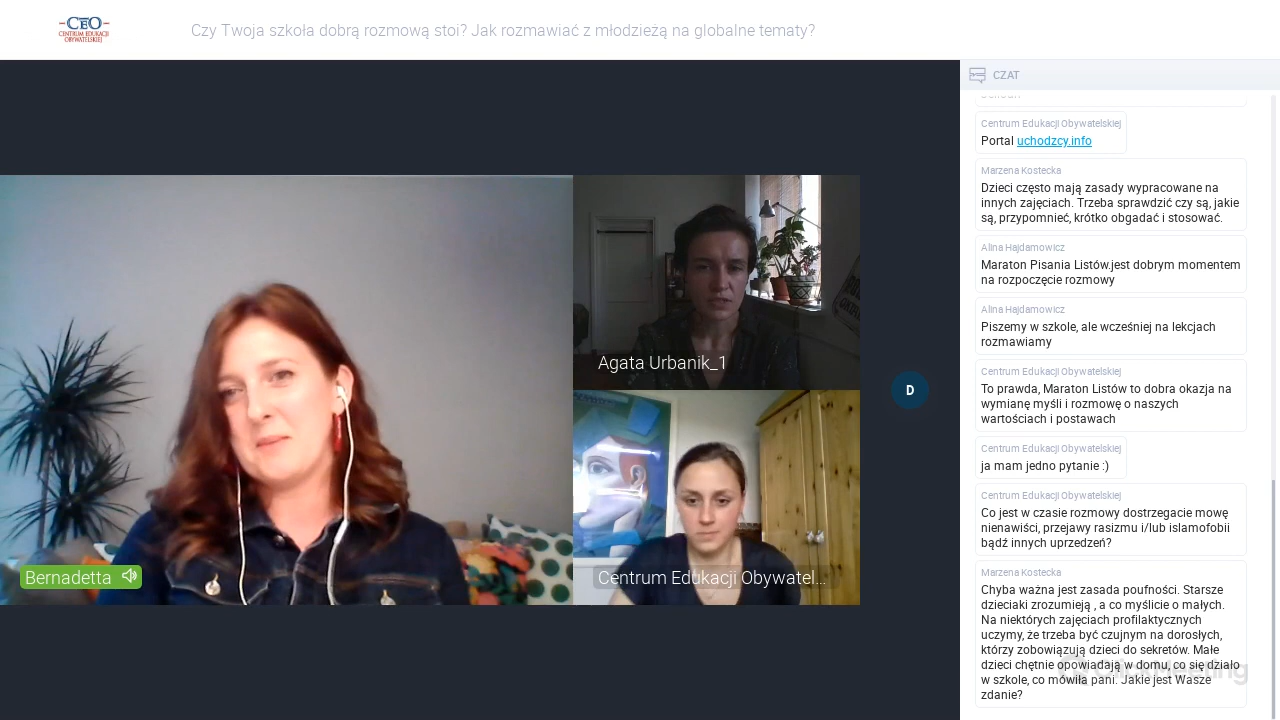 CEO
CENTRUM EDUKACJI
OBYWATELSKIEJ
Czy Twoja szkoła dobrą rozmową stoi? Jak rozmawiać z młodzieżą na globalne tematy?
CZAT
Centrum Edukacji Obywatelskiej
Portal uchodzcy.info
Marzena Kostecka
Dzieci często mają zasady wypracowane na
innych zajęciach. Trzeba sprawdzić czy są, jakie
są, przypomnieć, krótko obgadać i stosować.
Alina Hajdamowicz
Maraton Pisania Listów.jest dobrym momentem
na rozpoczęcie rozmowy
Alina Hajdamowicz
Piszemy w szkole, ale wcześniej na lekcjach
rozmawiamy
Centrum Edukacji Obywatelskiej
To prawda, Maraton Listów to dobra okazja na
wymianę myśli i rozmowę o naszych
wartościach i postawach
Centrum Edukacji Obywatelskiej
ja mam jedno pytanie :)
Centrum Edukacji Obywatelskiej
Co jest w czasie rozmowy dostrzegacie mowę
nienawiści, przejawy rasizmu i/lub islamofobii
bądź innych uprzedzeń?
Marzena Kostecka
Chyba ważna jest zasada poufności. Starsze
dzieciaki zrozumieją , a co myślicie o małych.
Na niektórych zajęciach profilaktycznych
uczymy, że trzeba być czujnym na dorosłych,
którzy zobowiązują dzieci do sekretów. Małe
dzieci chętnie opowiadają w domu, co się działo
w szkole, co mówiła pani. Jakie jest Wasze
zdanie?
ClickMeeting
Agata Urbanik_1
D
Bernadetta
Centrum Edukacji Obywatel...